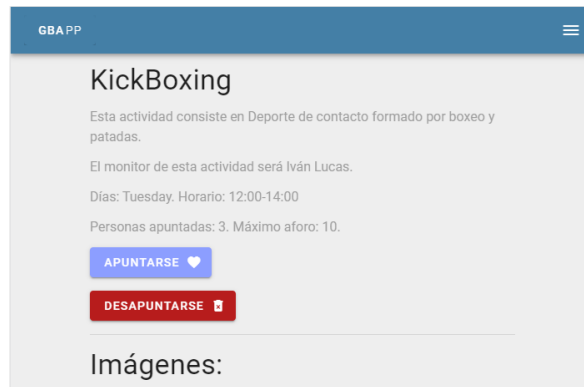 GBAPP
KickBoxing
Esta actividad consiste en Deporte de contacto formado por boxeo y
patadas.
El monitor de esta actividad será Iván Lucas.
Días: Tuesday. Horario: 12:00-14:00
Personas apuntadas: 3. Máximo aforo: 10.
APUNTARSE
DESAPUNTARSE
Imágenes: